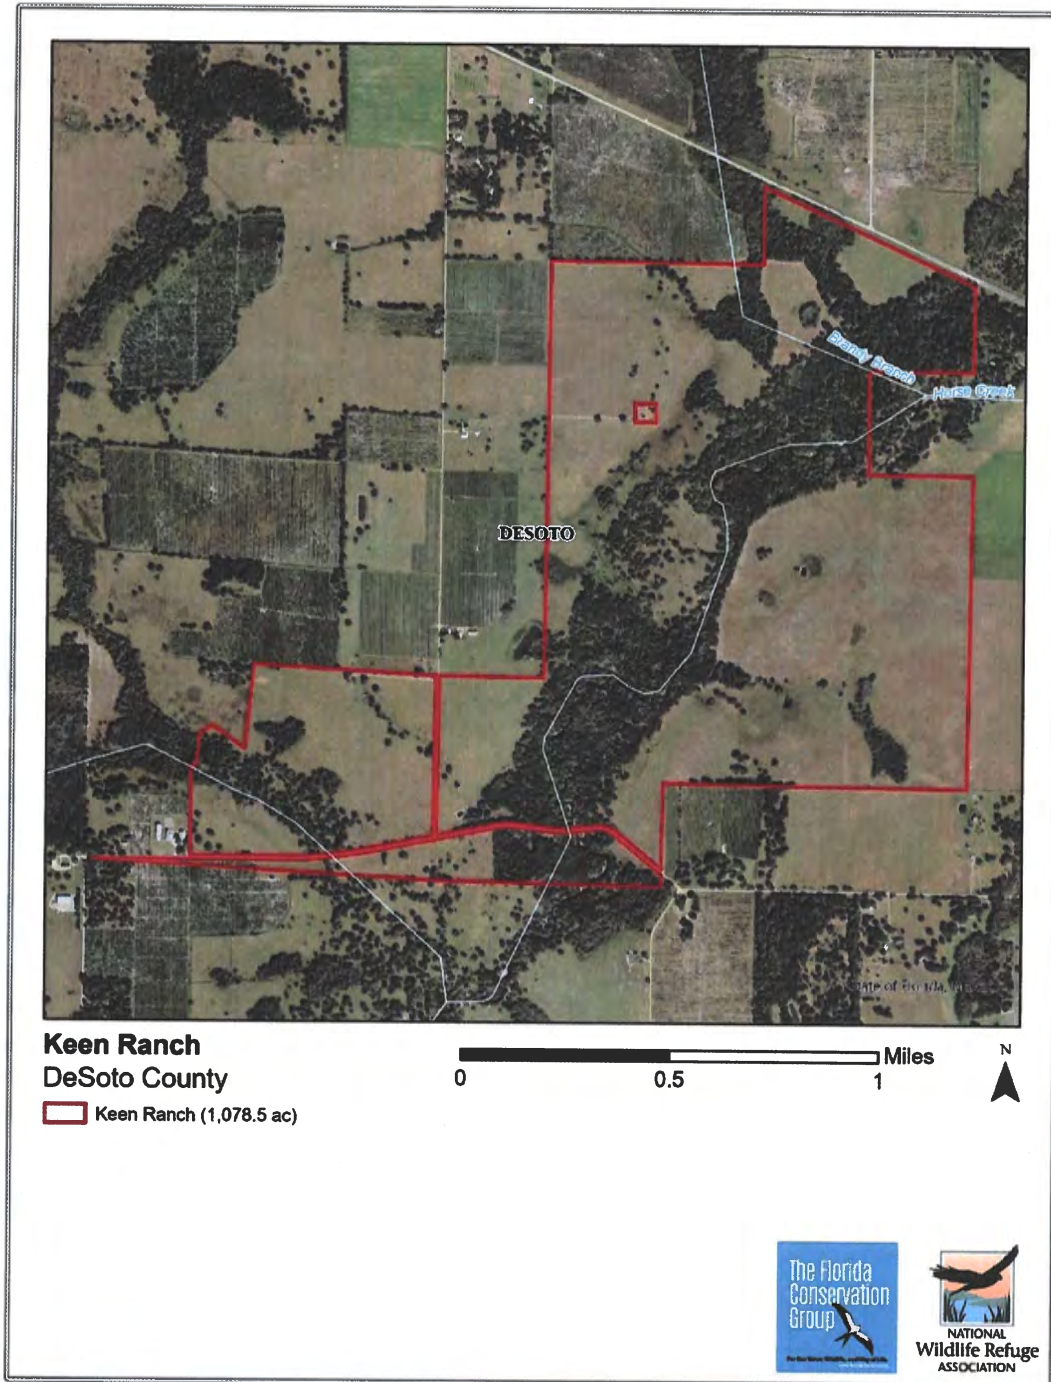 Brandy Branch
Horse Creek
DESOTO
Keen Ranch
DeSoto County
Keen Ranch (1,078.5 ac)
Miles
0
0.5
1
N
The Florida
Conservation
Group
NATIONAL
Wildlife Refuge
ASSOCIATION